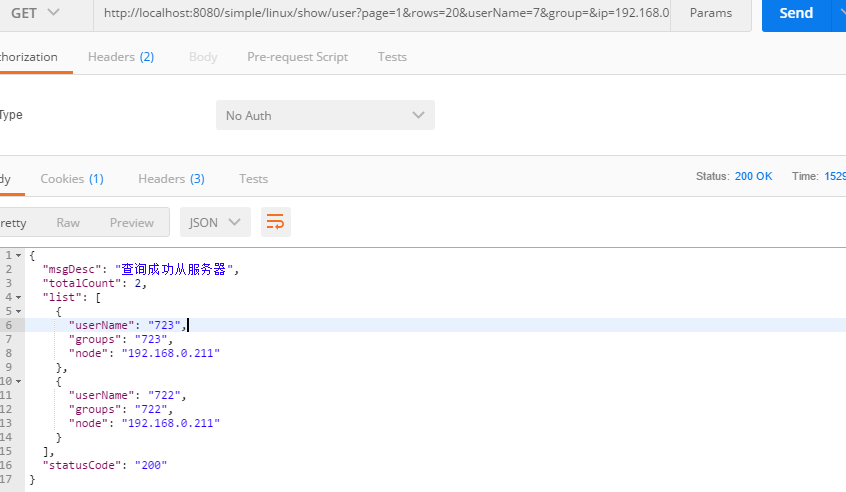 GET http://localhost:8080/simple/linux/show/user?page=1&rows=20&userName=7&group=&ip=192.168.0 Params Send
thorization Headers (2) Body Pre-request Script Tests
Type No Auth
dy Cookies (1) Headers (3) Tests Status: 200 OK Time: 1529
retty Raw Preview JSON
1 {
2 "msgDesc": "查询成功从服务器",
3 "totalCount": 2,
4 "list": [
5 {
6 "userName": "723",
7 "groups": "723",
8 "node": "192.168.0.211"
9 },
10 {
11 "userName": "722",
12 "groups": "722",
13 "node": "192.168.0.211"
14 }
15 ],
16 "statusCode": "200"
17 }